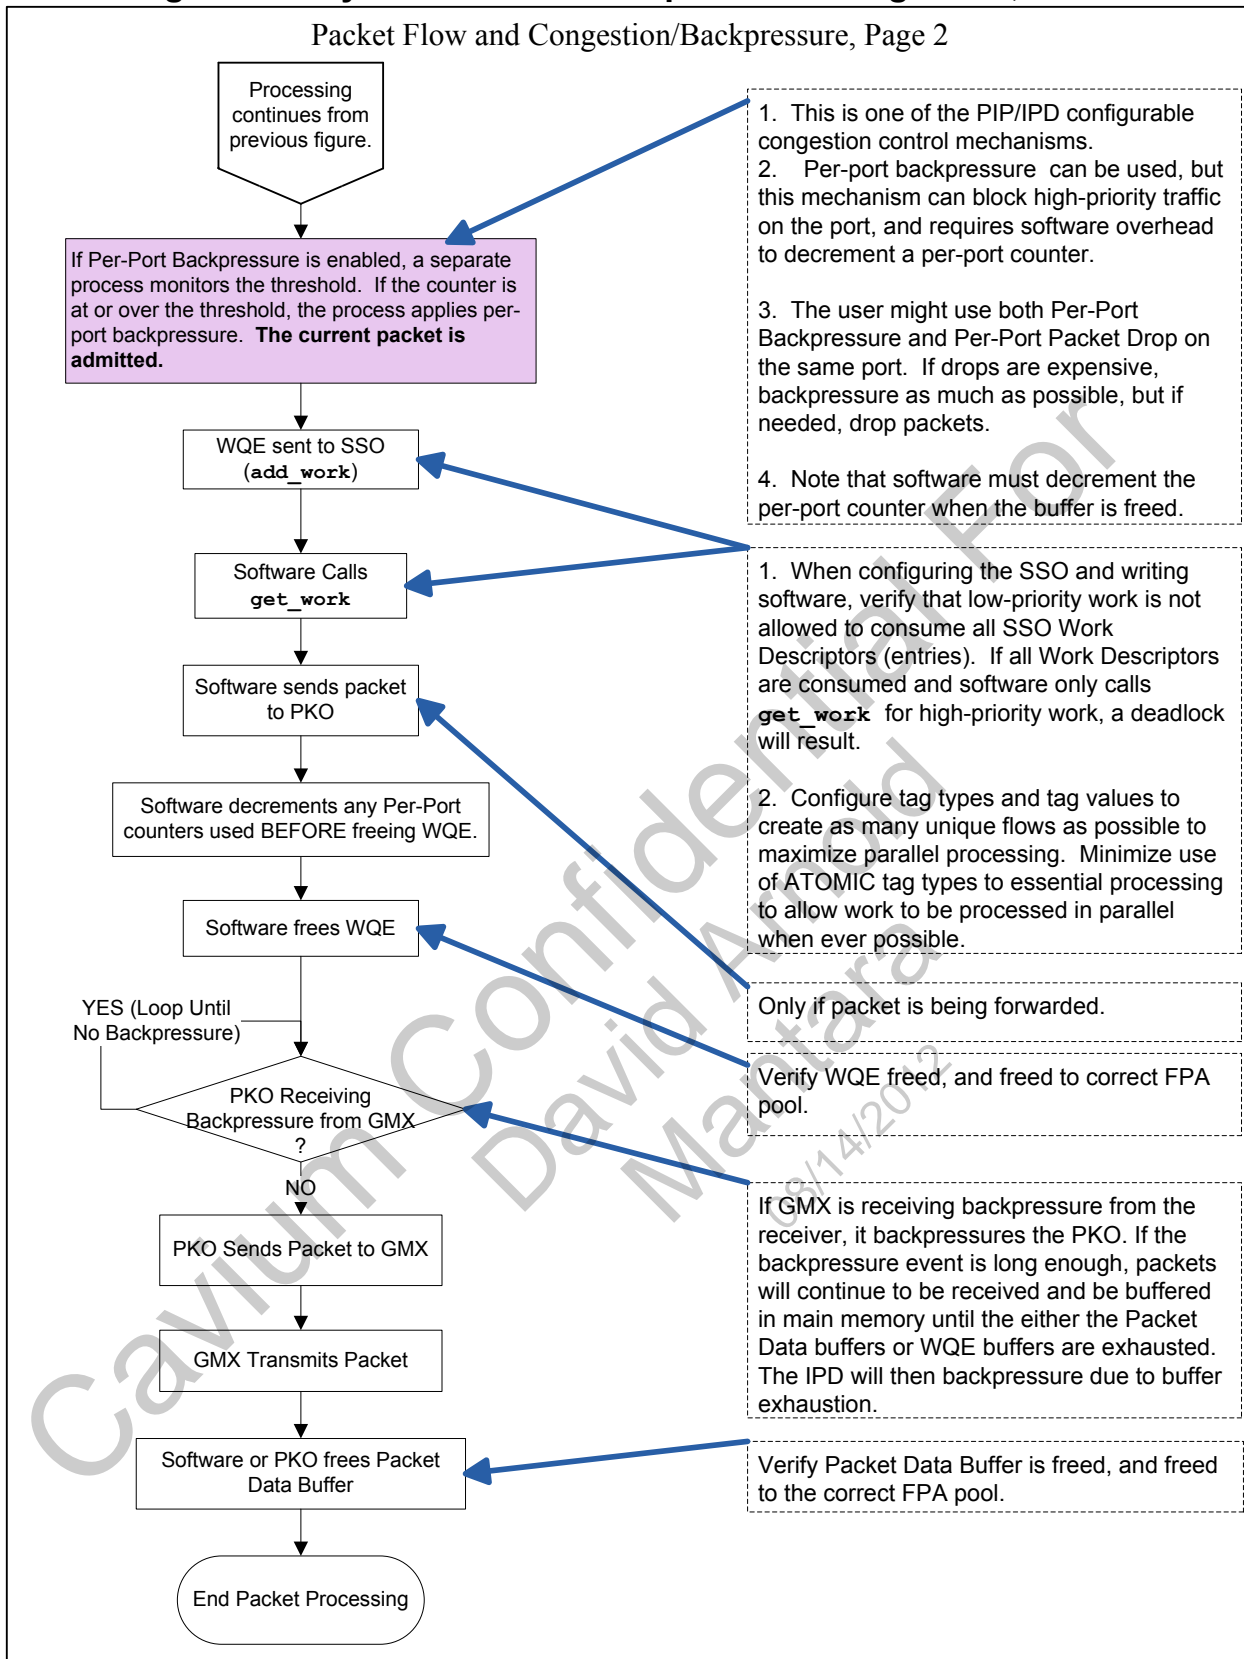 Packet Flow and Congestion/Backpressure, Page 2
Processing
continues from
previous figure.
If Per-Port Backpressure is enabled, a separate
process monitors the threshold.  If the counter is
at or over the threshold, the process applies per-
port backpressure.  The current packet is
admitted.
WQE sent to SSO
(add_work)
Software Calls
get_work
Software sends packet
to PKO
Software decrements any Per-Port
counters used BEFORE freeing WQE.
Software frees WQE
YES (Loop Until
No Backpressure)
PKO Receiving
Backpressure from GMX
?
NO
PKO Sends Packet to GMX
GMX Transmits Packet
Software or PKO frees Packet
Data Buffer
End Packet Processing
1.  This is one of the PIP/IPD configurable
congestion control mechanisms.
2.    Per-port backpressure  can be used, but
this mechanism can block high-priority traffic
on the port, and requires software overhead
to decrement a per-port counter.
3.  The user might use both Per-Port
Backpressure and Per-Port Packet Drop on
the same port.  If drops are expensive,
backpressure as much as possible, but if
needed, drop packets.
4.  Note that software must decrement the
per-port counter when the buffer is freed.
1.  When configuring the SSO and writing
software, verify that low-priority work is not
allowed to consume all SSO Work
Descriptors (entries).  If all Work Descriptors
are consumed and software only calls
get_work  for high-priority work, a deadlock
will result.
2.  Configure tag types and tag values to
create as many unique flows as possible to
maximize parallel processing.  Minimize use
of ATOMIC tag types to essential processing
to allow work to be processed in parallel
when ever possible.
Only if packet is being forwarded.
Verify WQE freed, and freed to correct FPA
pool.
If GMX is receiving backpressure from the
receiver, it backpressures the PKO. If the
backpressure event is long enough, packets
will continue to be received and be buffered
in main memory until the either the Packet
Data buffers or WQE buffers are exhausted.
The IPD will then backpressure due to buffer
exhaustion.
Verify Packet Data Buffer is freed, and freed
to the correct FPA pool.
Cavium Confidential For
David Arnold
Mantara
08/14/2012